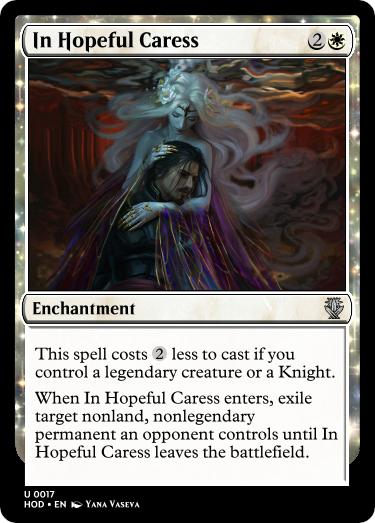 In Hopeful Caress 2
Enchantment
This spell costs 2 less to cast if you
control a legendary creature or a Knight.
When In Hopeful Caress enters, exile
target nonland, nonlegendary
permanent an opponent controls until In
Hopeful Caress leaves the battlefield.
U 0017
HOD • EN Yana Vaseva